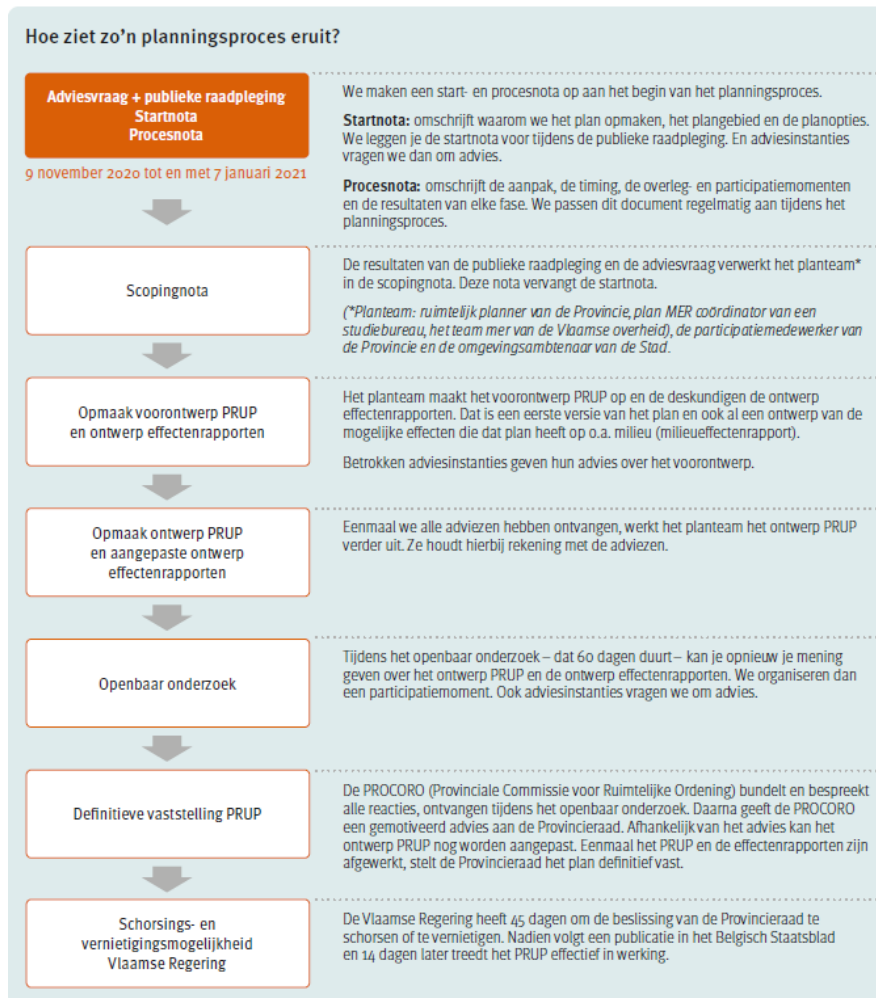 Hoe ziet zo'n planningsproces eruit?
Adviesvraag + publieke raadpleging
Startnota
Procesnota
9 november 2020 tot en met 7 januari 2021
We maken een start- en procesnota op aan het begin van het planningsproces.
Startnota: omschrijft waarom we het plan opmaken, het plangebied en de planopties.
We leggen je de startnota voor tijdens de publieke raadpleging. En adviesinstanties
vragen we dan om advies.
Procesnota: omschrijft de aanpak, de timing, de overleg- en participatiemomenten
en de resultaten van elke fase. We passen dit document regelmatig aan tijdens het
planningsproces.
Scopingnota
De resultaten van de publieke raadpleging en de adviesvraag verwerkt het planteam*
in de scopingnota. Deze nota vervangt de startnota.
(*Planteam: ruimtelijk planner van de Provincie, plan MER coördinator van een
studiebureau, het team mer van de Vlaamse overheid), de participatiemedewerker van
de Provincie en de omgevingsambtenaar van de Stad.
Opmaak voorontwerp PRUP
en ontwerp effectenrapporten
Het planteam maakt het voorontwerp PRUP op en de deskundigen de ontwerp
effectenrapporten. Dat is een eerste versie van het plan en ook al een ontwerp van de
mogelijke effecten die dat plan heeft op o.a. milieu (milieueffectenrapport).
Betrokken adviesinstanties geven hun advies over het voorontwerp.
Opmaak ontwerp PRUP
en aangepaste ontwerp
effectenrapporten
Eenmaal we alle adviezen hebben ontvangen, werkt het planteam het ontwerp PRUP
verder uit. Ze houdt hierbij rekening met de adviezen.
Openbaar onderzoek
Tijdens het openbaar onderzoek – dat 60 dagen duurt – kan je opnieuw je mening
geven over het ontwerp PRUP en de ontwerp effectenrapporten. We organiseren dan
een participatiemoment. Ook adviesinstanties vragen we om advies.
Definitieve vaststelling PRUP
De PROCORO (Provinciale Commissie voor Ruimtelijke Ordening) bundelt en bespreekt
alle reacties, ontvangen tijdens het openbaar onderzoek. Daarna geeft de PROCORO
een gemotiveerd advies aan de Provincieraad. Afhankelijk van het advies kan het
ontwerp PRUP nog worden aangepast. Eenmaal het PRUP en de effectenrapporten zijn
afgewerkt, stelt de Provincieraad het plan definitief vast.
Schorsings- en
vernietigingsmogelijkheid
Vlaamse Regering
De Vlaamse Regering heeft 45 dagen om de beslissing van de Provincieraad te
schorsen of te vernietigen. Nadien volgt een publicatie in het Belgisch Staatsblad
en 14 dagen later treedt het PRUP effectief in werking.